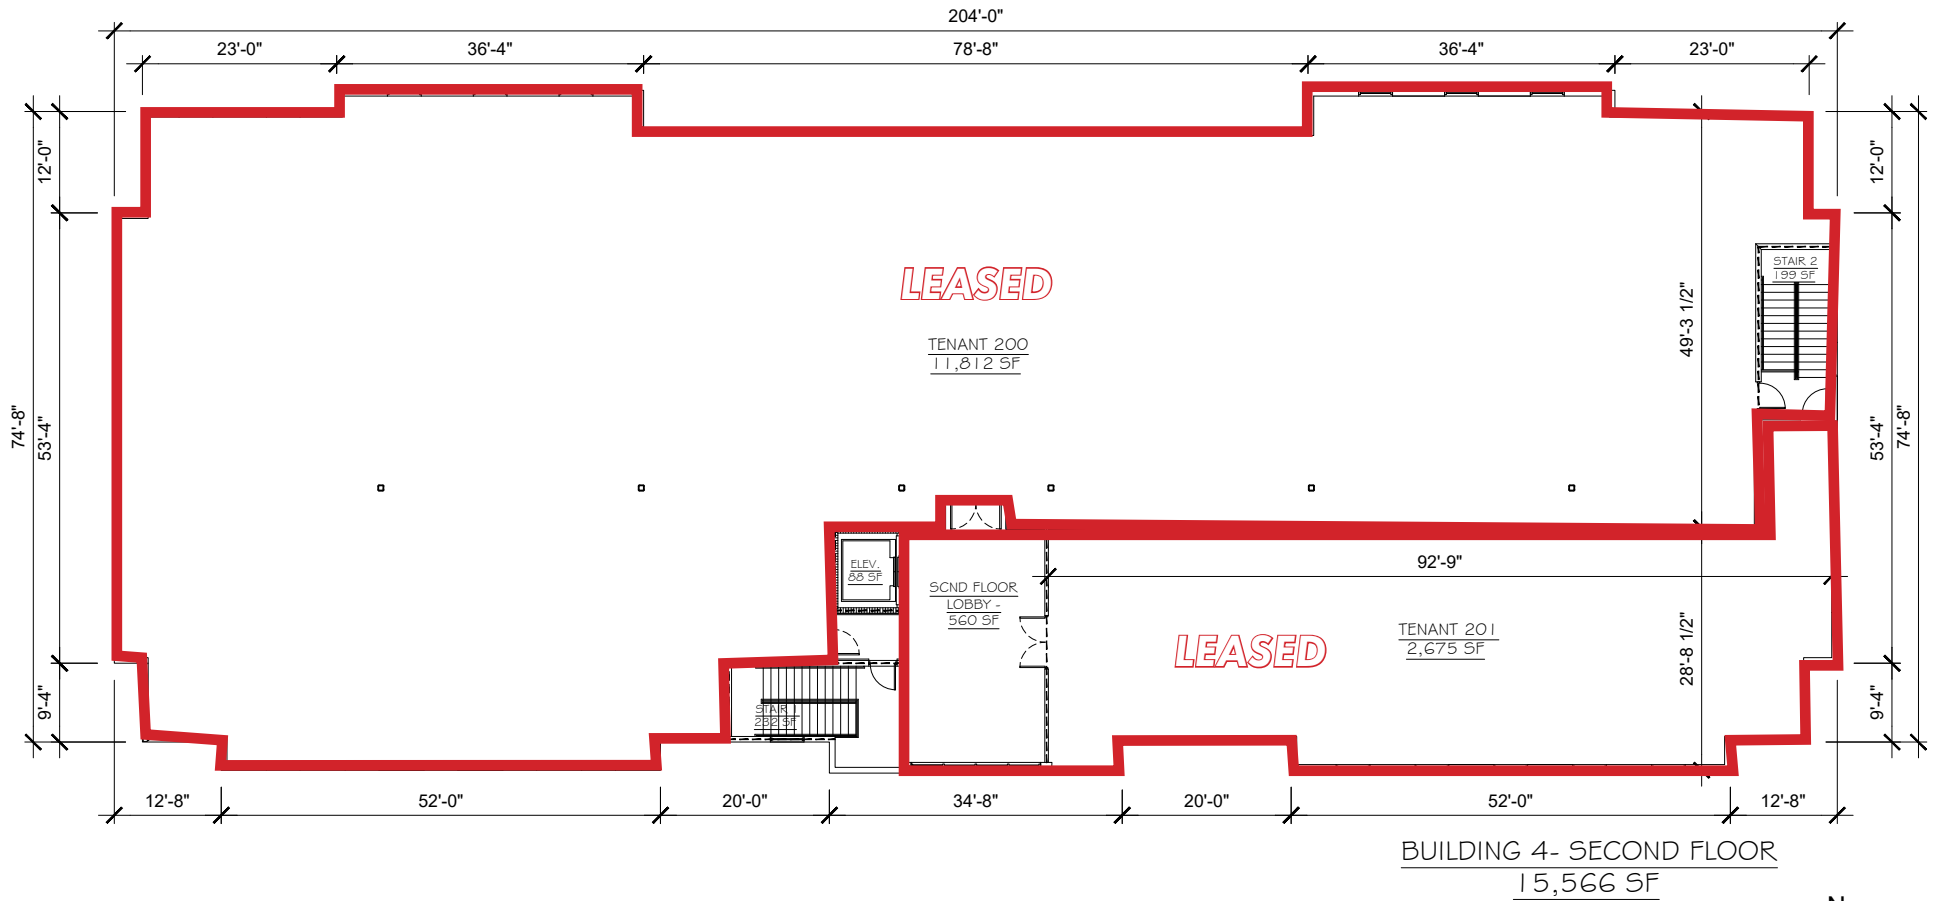 204'-0"
23'-0"
36'-4"
78'-8"
36'-4"
23'-0"
12'-0"
12'-0"
LEASED
STAIR 2
199 SF
49'-3 1/2"
TENANT 200
11,812 SF
74'-8"
53'-4"
53'-4"
74'-8"
92'-9"
ELEV.
88 SF
SCND FLOOR
LOBBY -
560 SF
TENANT 201
2,675 SF
LEASED
28'-8 1/2"
9'-4"
STAIR 1
232 SF
9'-4"
12'-8"
52'-0"
20'-0"
34'-8"
20'-0"
52'-0"
12'-8"
BUILDING 4- SECOND FLOOR
15,566 SF